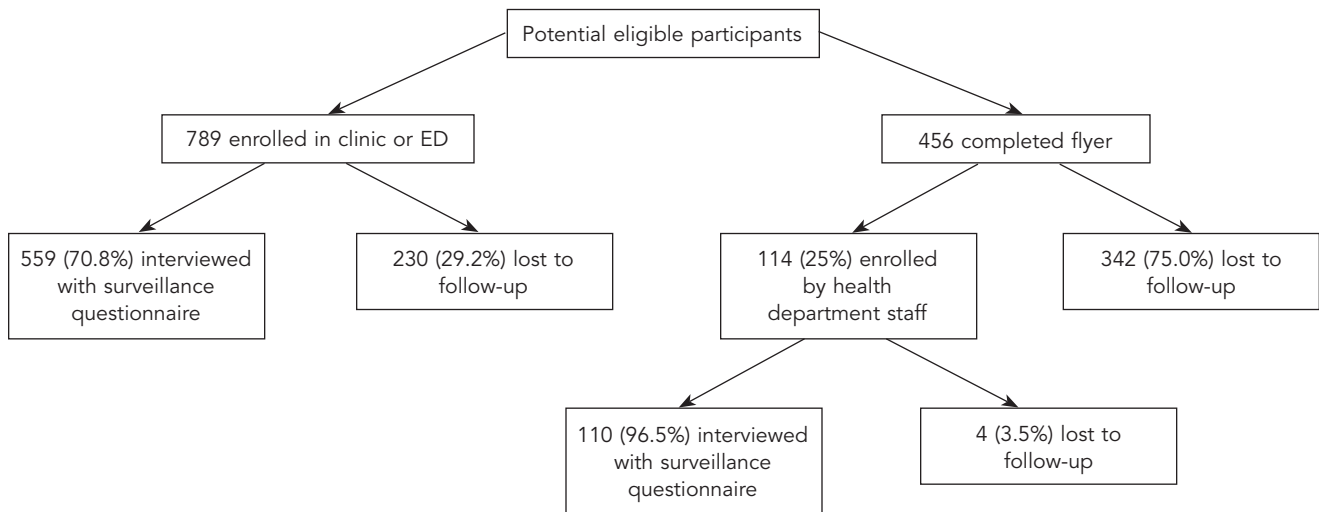 Potential eligible participants
789 enrolled in clinic or ED
456 completed flyer
559 (70.8%) interviewed
with surveillance
questionnaire
230 (29.2%) lost to
follow-up
114 (25%) enrolled
by health
department staff
342 (75.0%) lost to
follow-up
110 (96.5%) interviewed
with surveillance
questionnaire
4 (3.5%) lost to
follow-up